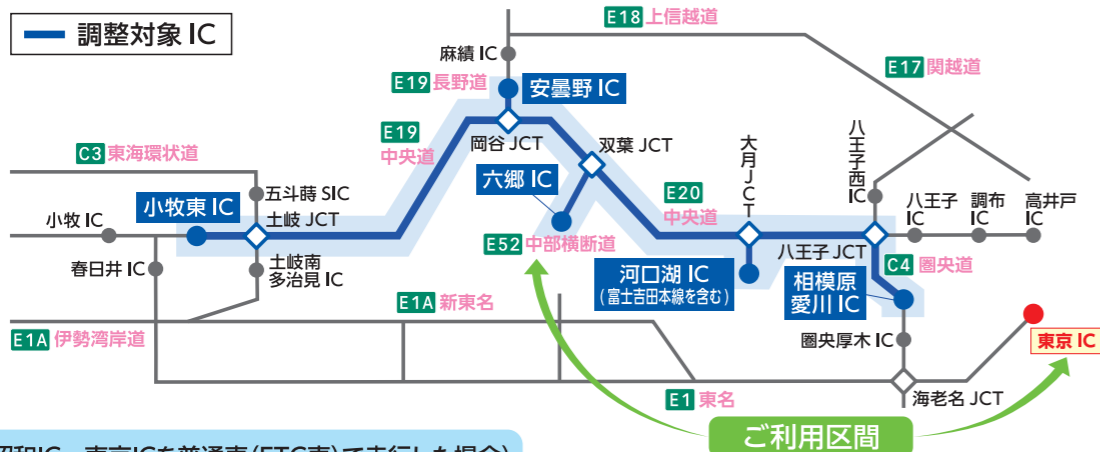 調整対象 IC
E18 上信越道
E17 関越道
麻績 IC
E19 長野道
安曇野 IC
E19
中央道
岡谷 JCT
双葉 JCT
大月JCT
八王子西IC
C3 東海環状道
五斗蒔 SIC
小牧東 IC
土岐 JCT
小牧 IC
六郷 IC
E20
中央道
八王子
IC
調布
IC
高井戸
IC
春日井 IC
土岐南
多治見 IC
E52 中部横断道
八王子 JCT
C4 圏央道
河口湖 IC
(富士吉田本線を含む)
相模原
愛川 IC
E1A 新東名
E1A 伊勢湾岸道
圏央厚木 IC
東京 IC
E1 東名
海老名 JCT
ご利用区間